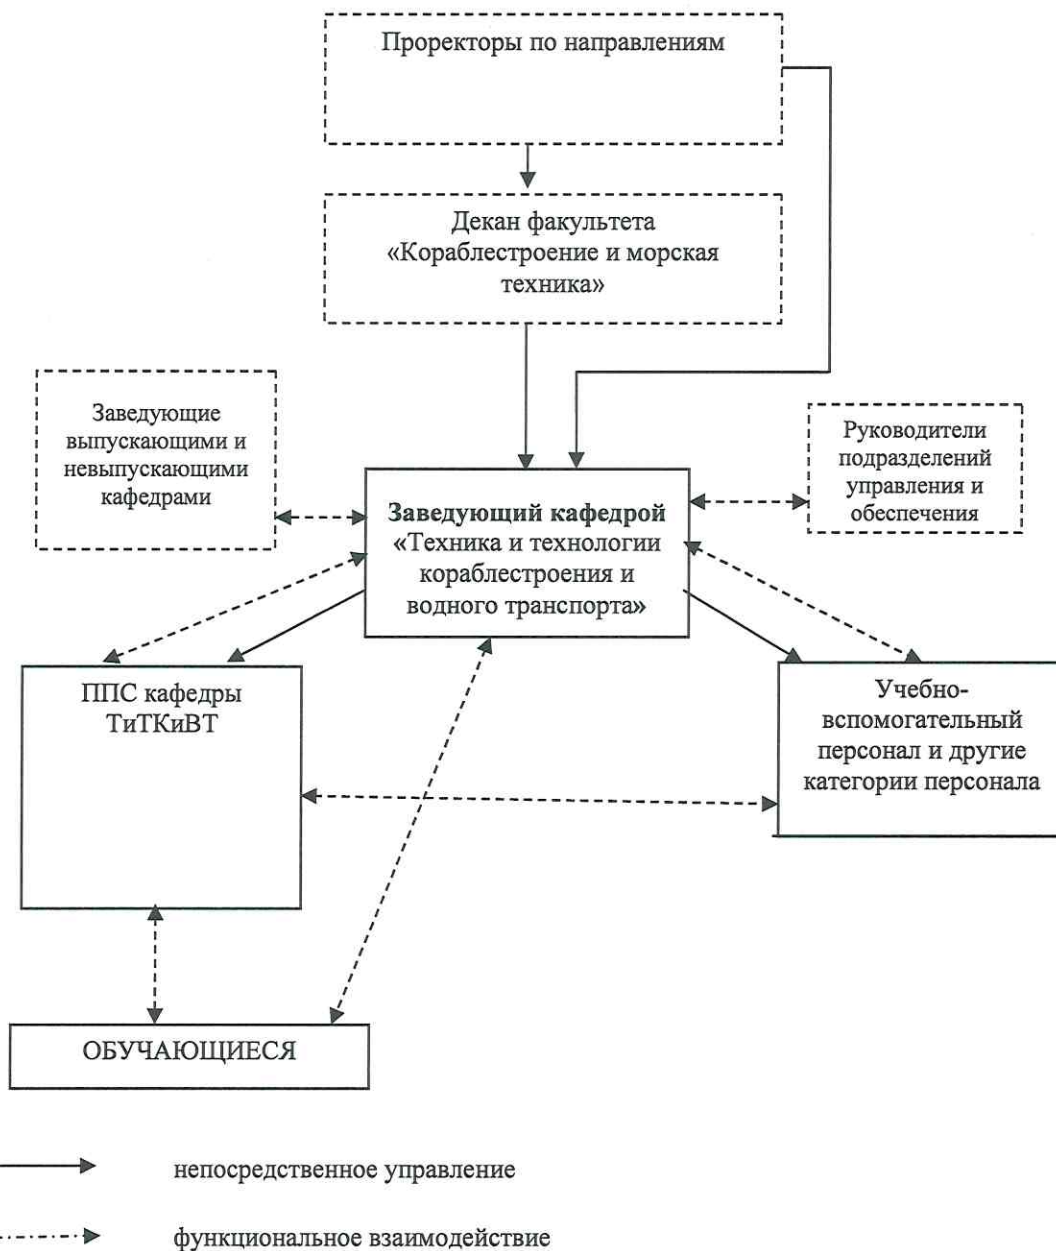 Проректоры по направлениям
Декан факультета
«Кораблестроение и морская
техника»
Заведующие
выпускающими и
невыпускающими
кафедрами
Руководители
подразделений
управления и
обеспечения
Заведующий кафедрой
«Техника и технологии
кораблестроения и
водного транспорта»
ППС кафедры
ТиТКиВТ
Учебно-
вспомогательный
персонал и другие
категории персонала
ОБУЧАЮЩИЕСЯ
непосредственное управление
функциональное взаимодействие